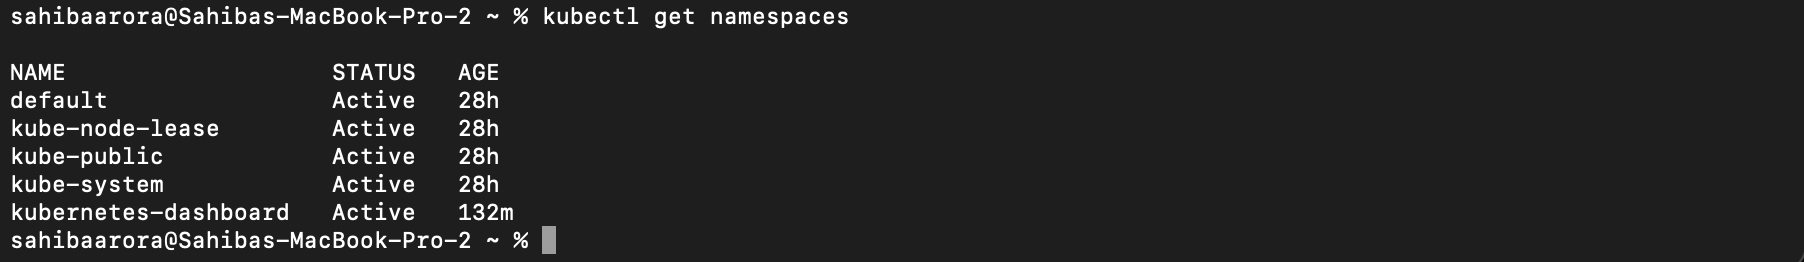 sahibaarora@Sahibas-MacBook-Pro-2 ~ % kubectl get namespaces
NAME                   STATUS   AGE
default                Active   28h
kube-node-lease        Active   28h
kube-public            Active   28h
kube-system            Active   28h
kubernetes-dashboard   Active   132m
sahibaarora@Sahibas-MacBook-Pro-2 ~ %